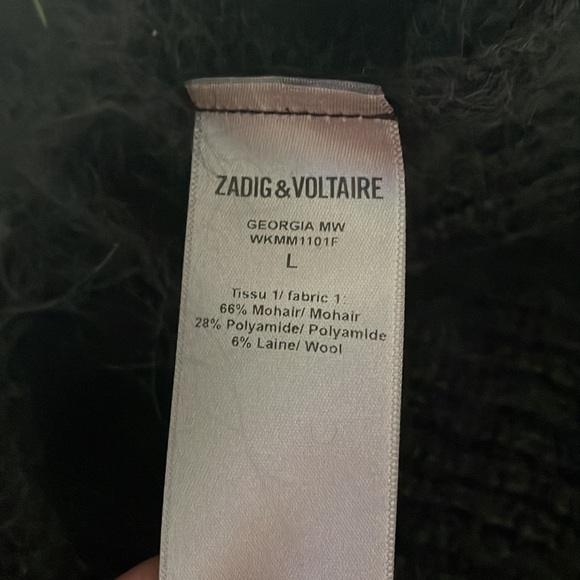 ZADIG&VOLTAIRE
GEORGIA MW
WKMM1101F
L
Tissu 1/ fabric 1:
66% Mohair/ Mohair
28% Polyamide/ Polyamide
6% Laine/ Wool